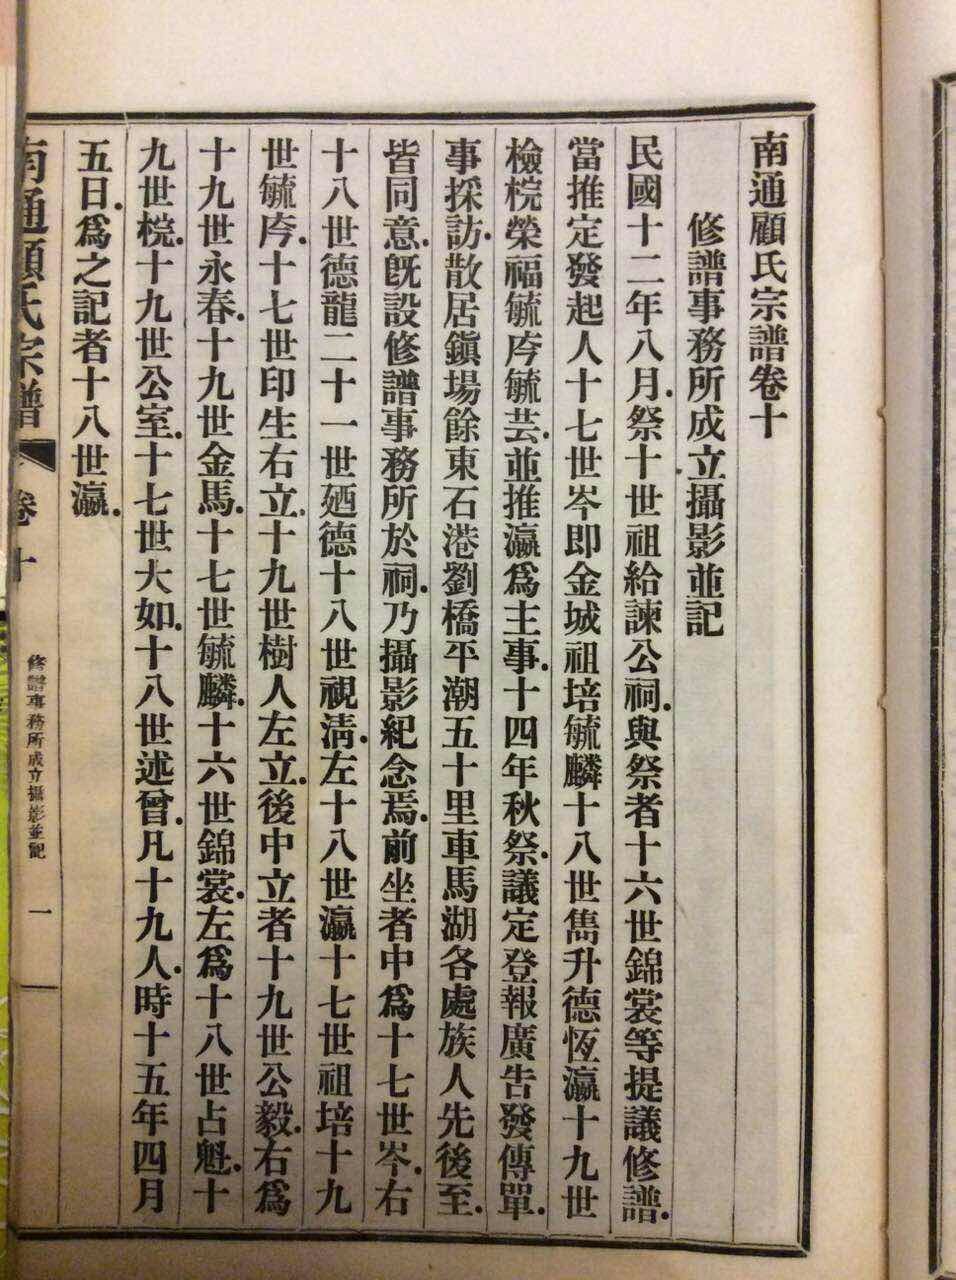 南通顧氏宗譜卷十
修譜事務所成立攝影並記
民國十二年八月.祭十世祖給諫公祠.與祭者十六世錦裳等提議修譜.
當推定發起人十七世岑即金城祖培毓麟十八世雋升德恆瀛十九世
檢梡榮福毓庈毓芸.並推瀛爲主事.十四年秋祭.議定登報廣告發傳單.
事採訪.散居鎭場餘東石港劉橋平潮五十里車馬湖各處族人先後至.
皆同意.旣設修譜事務所於祠.乃攝影紀念焉.前坐者中爲十七世岑.右
十八世德龍二十一世廼德十八世視淸.左十八世瀛十七世祖培十九
世毓庈.十七世印生右立.十九世樹人左立.後中立者十九世公毅.右爲
十九世永春.十九世金馬.十七世毓麟.十六世錦裳.左爲十八世占魁.十
九世梡.十九世公室.十七世大如.十八世述曾.凡十九人.時十五年四月
五日.爲之記者十八世瀛.
南通顧氏宗譜 卷十 修譜事務所成立攝影並記 一